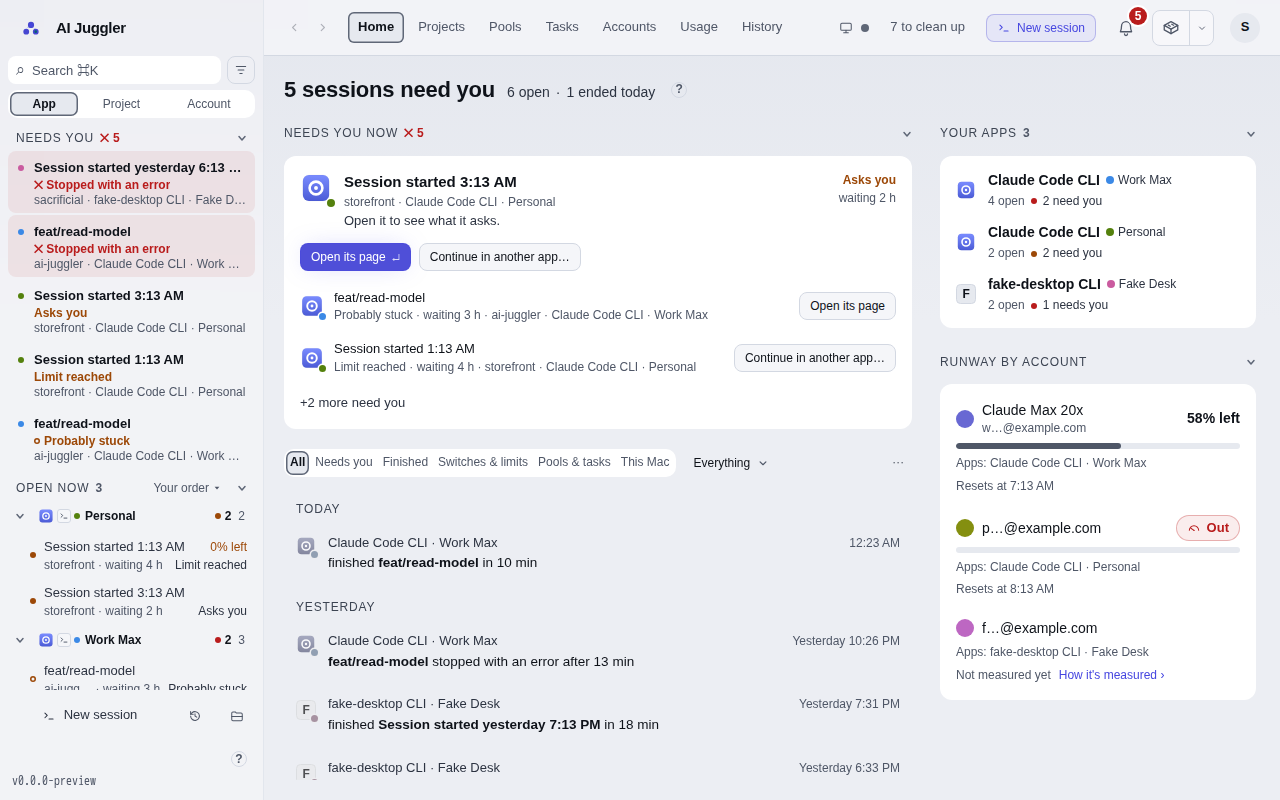 AI Juggler
Search ⌘K
App Project Account
NEEDS YOU 5
Session started yesterday 6:13 …
Stopped with an error
sacrificial · fake-desktop CLI · Fake D…
feat/read-model
Stopped with an error
ai-juggler · Claude Code CLI · Work …
Session started 3:13 AM
Asks you
storefront · Claude Code CLI · Personal
Session started 1:13 AM
Limit reached
storefront · Claude Code CLI · Personal
feat/read-model
Probably stuck
ai-juggler · Claude Code CLI · Work …
OPEN NOW 3 Your order
Personal 2 2
Session started 1:13 AM 0% left
storefront · waiting 4 h Limit reached
Session started 3:13 AM
storefront · waiting 2 h Asks you
Work Max 2 3
feat/read-model
ai-jugg… · waiting 3 h Probably stuck
New session
?
v0.0.0-preview
Home Projects Pools Tasks Accounts Usage History
7 to clean up
New session
5
S
5 sessions need you 6 open · 1 ended today ?
NEEDS YOU NOW 5
Session started 3:13 AM Asks you
storefront · Claude Code CLI · Personal waiting 2 h
Open it to see what it asks.
Open its page Continue in another app…
feat/read-model
Probably stuck · waiting 3 h · ai-juggler · Claude Code CLI · Work Max
Open its page
Session started 1:13 AM
Limit reached · waiting 4 h · storefront · Claude Code CLI · Personal
Continue in another app…
+2 more need you
All Needs you Finished Switches & limits Pools & tasks This Mac Everything ···
TODAY
Claude Code CLI · Work Max 12:23 AM
finished feat/read-model in 10 min
YESTERDAY
Claude Code CLI · Work Max Yesterday 10:26 PM
feat/read-model stopped with an error after 13 min
F
fake-desktop CLI · Fake Desk Yesterday 7:31 PM
finished Session started yesterday 7:13 PM in 18 min
F
fake-desktop CLI · Fake Desk Yesterday 6:33 PM
YOUR APPS 3
Claude Code CLI Work Max
4 open 2 need you
Claude Code CLI Personal
2 open 2 need you
F
fake-desktop CLI Fake Desk
2 open 1 needs you
RUNWAY BY ACCOUNT
Claude Max 20x 58% left
w…@example.com
Apps: Claude Code CLI · Work Max
Resets at 7:13 AM
p…@example.com Out
Apps: Claude Code CLI · Personal
Resets at 8:13 AM
f…@example.com
Apps: fake-desktop CLI · Fake Desk
Not measured yet How it's measured ›